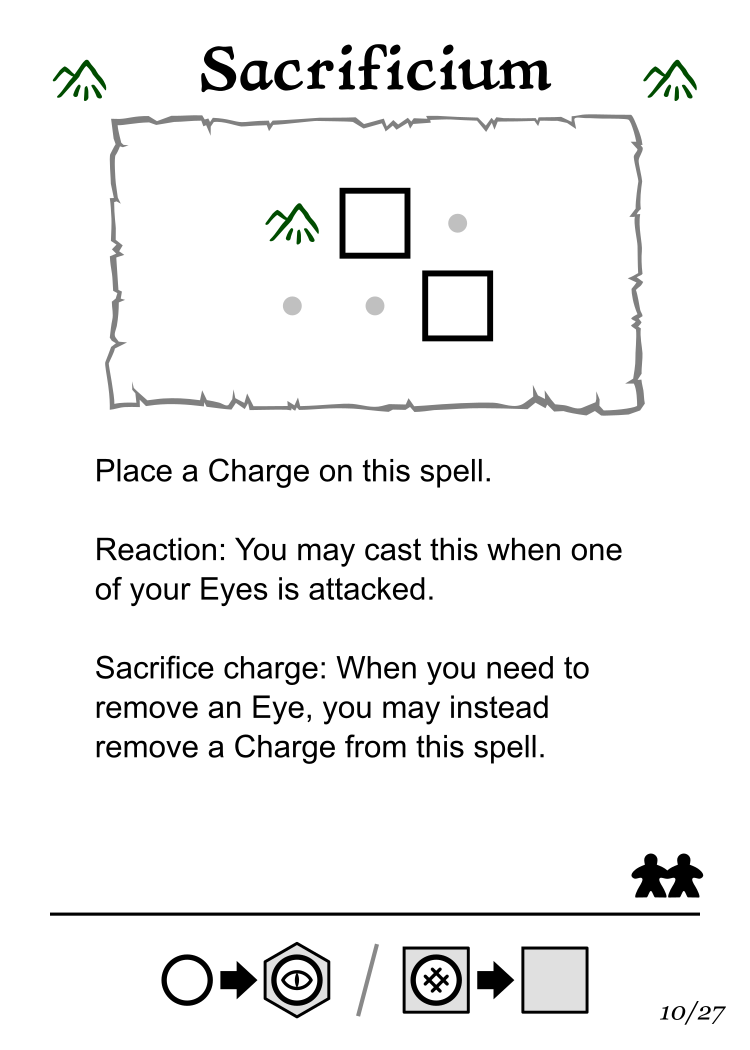 Sacrificium
Place a Charge on this spell.
Reaction: You may cast this when one
of your Eyes is attacked.
Sacrifice charge: When you need to
remove an Eye, you may instead
remove a Charge from this spell.
10/27